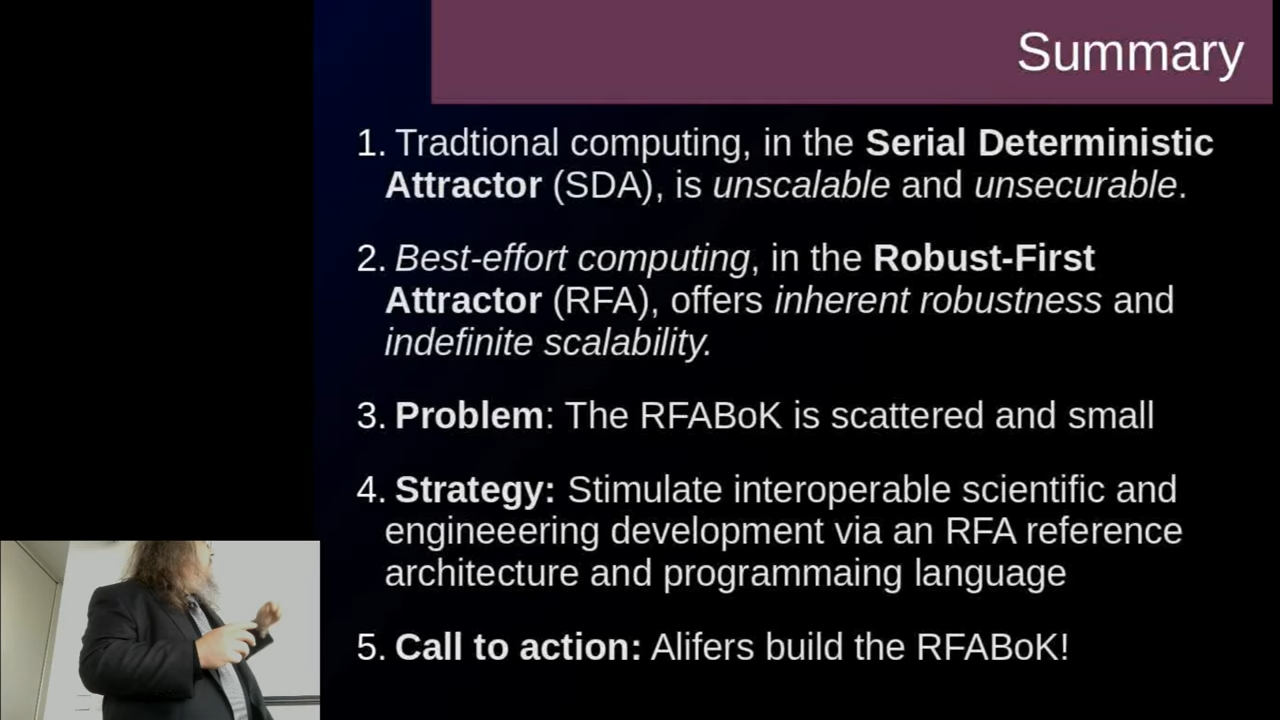 Summary
1. Tradtional computing, in the Serial Deterministic
Attractor (SDA), is unscalable and unsecurable.
2. Best-effort computing, in the Robust-First
Attractor (RFA), offers inherent robustness and
indefinite scalability.
3. Problem: The RFABoK is scattered and small
4. Strategy: Stimulate interoperable scientific and
engineeering development via an RFA reference
architecture and programmaing language
5. Call to action: Alifers build the RFABoK!